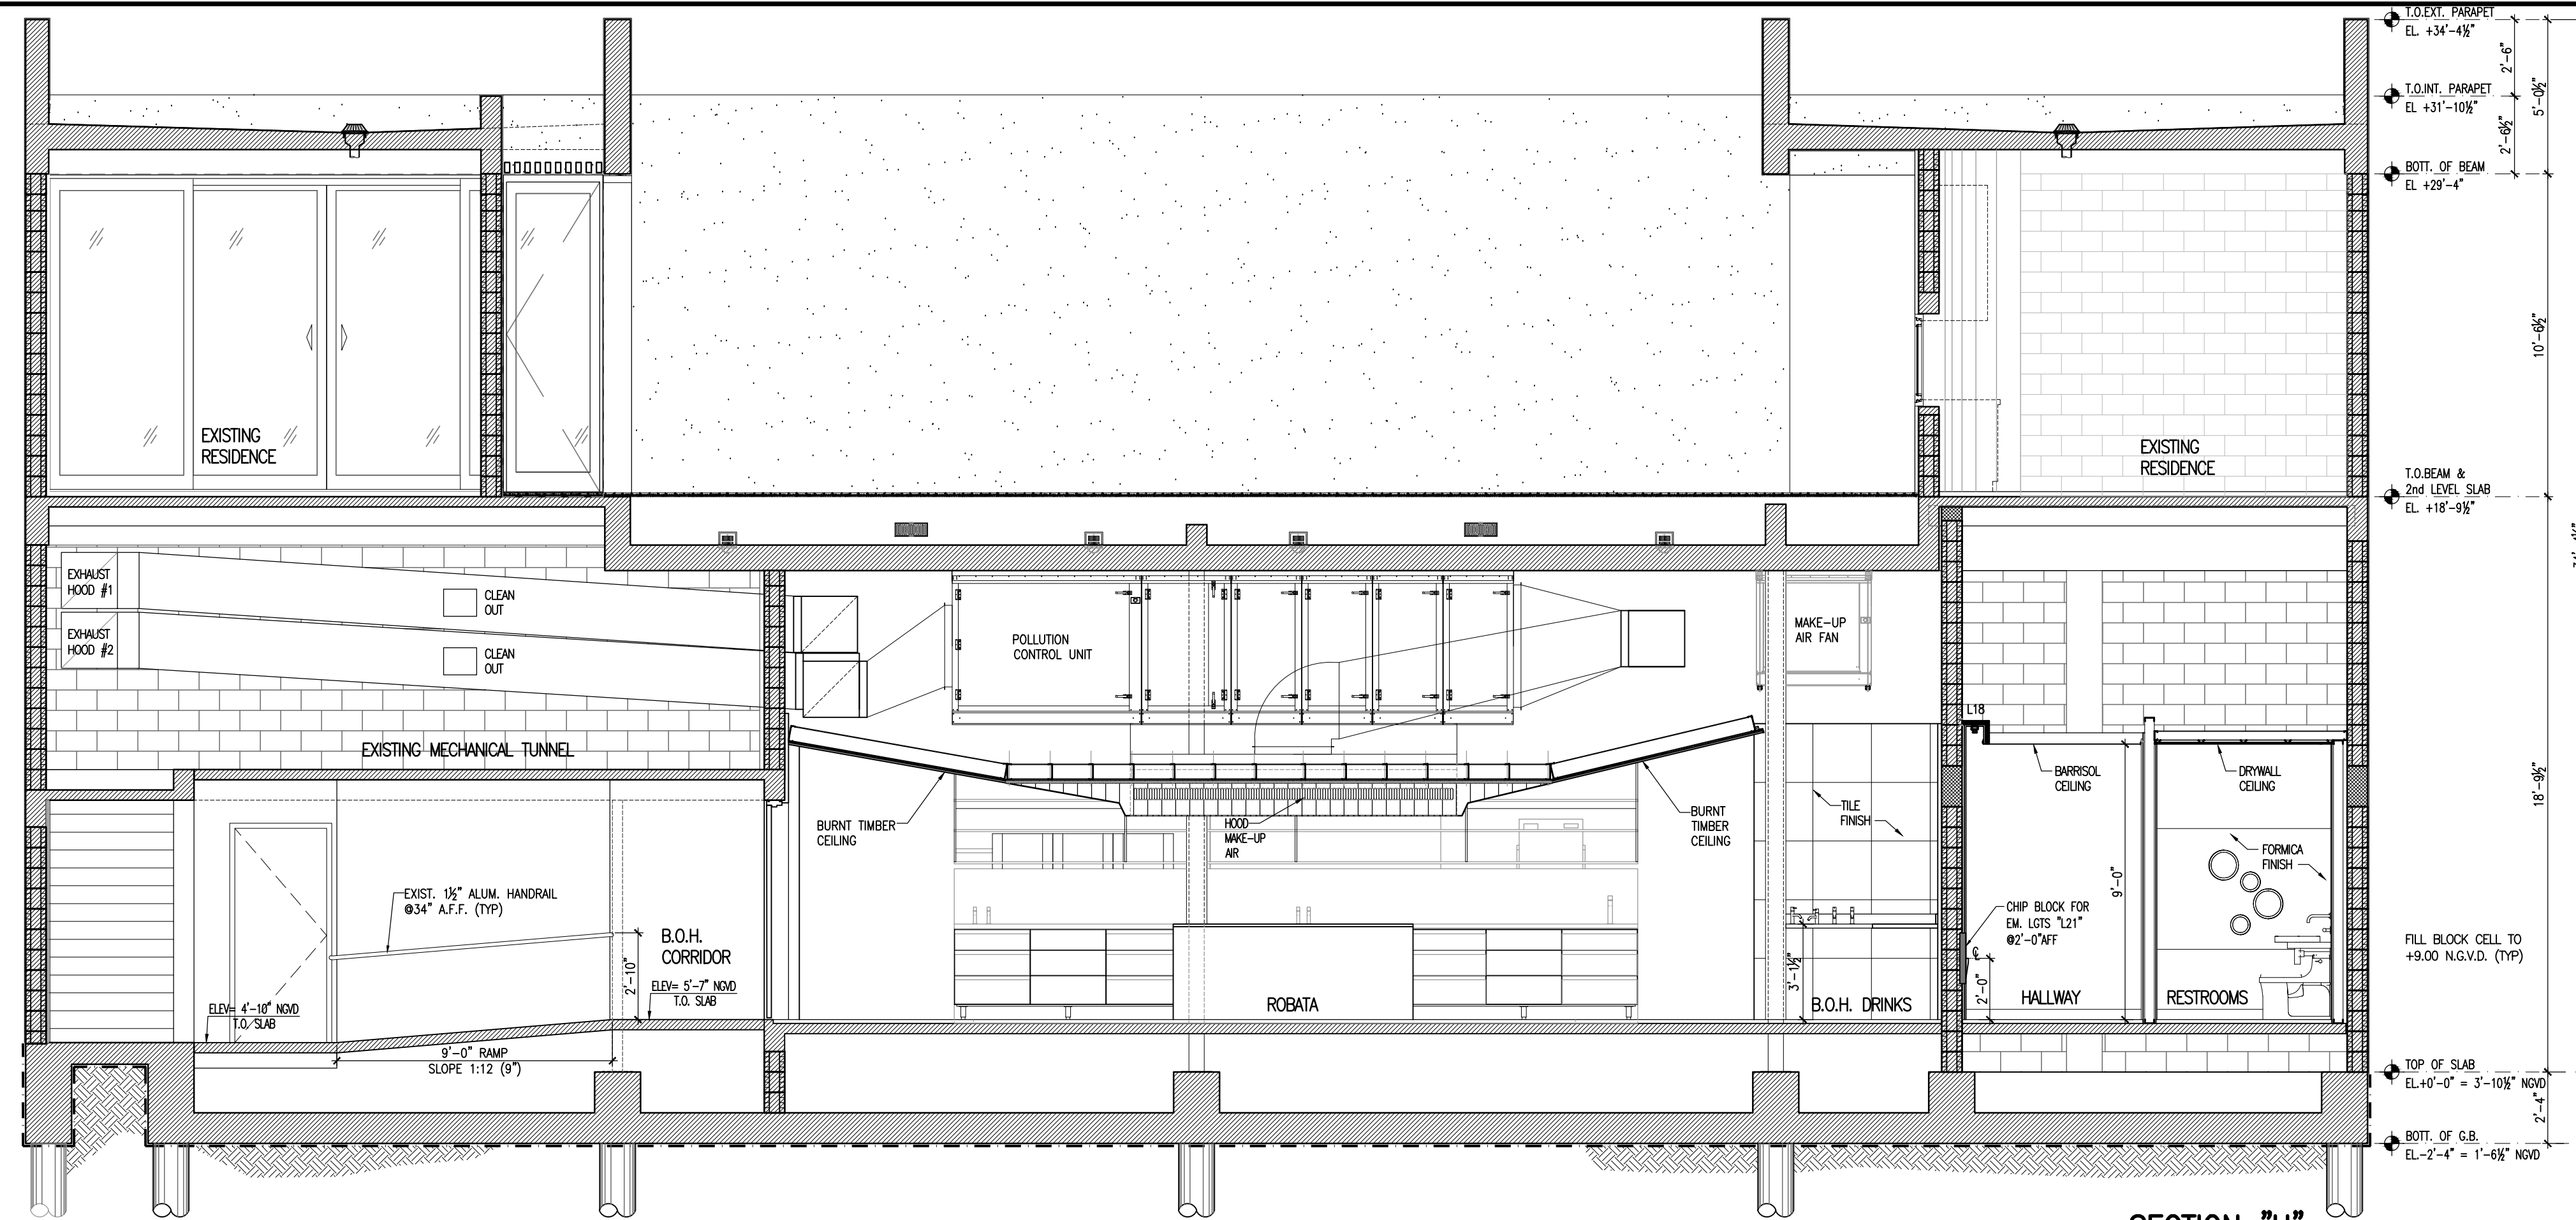 T.O.EXT. PARAPET
EL. +34'-4½"
2'-6"
5'-0½"
T.O.INT. PARAPET
EL +31'-10½"
2'-6½"
BOTT. OF BEAM
EL +29'-4"
10'-6½"
EXISTING
RESIDENCE
EXISTING
RESIDENCE
T.O.BEAM &
2nd LEVEL SLAB
EL. +18'-9½"
EXHAUST
HOOD #1
CLEAN
OUT
EXHAUST
HOOD #2
CLEAN
OUT
POLLUTION
CONTROL UNIT
MAKE-UP
AIR FAN
L18
EXISTING MECHANICAL TUNNEL
BARRISOL
CEILING
DRYWALL
CEILING
18'-9½"
BURNT TIMBER
CEILING
HOOD
MAKE-UP
AIR
BURNT
TIMBER
CEILING
TILE
FINISH
FORMICA
FINISH
9'-0"
EXIST. 1½" ALUM. HANDRAIL
@34" A.F.F. (TYP)
CHIP BLOCK FOR
EM. LGTS "L21"
@2'-0"AFF
B.O.H.
CORRIDOR
2'-10"
FILL BLOCK CELL TO
+9.00 N.G.V.D. (TYP)
ELEV= 4'-10" NGVD
T.O. SLAB
ELEV= 5'-7" NGVD
T.O. SLAB
ROBATA
3'-1½"
B.O.H. DRINKS
2'-0"
HALLWAY
RESTROOMS
9'-0" RAMP
SLOPE 1:12 (9")
TOP OF SLAB
EL.+0'-0" = 3'-10½" NGVD
2'-4"
BOTT. OF G.B.
EL.-2'-4" = 1'-6½" NGVD